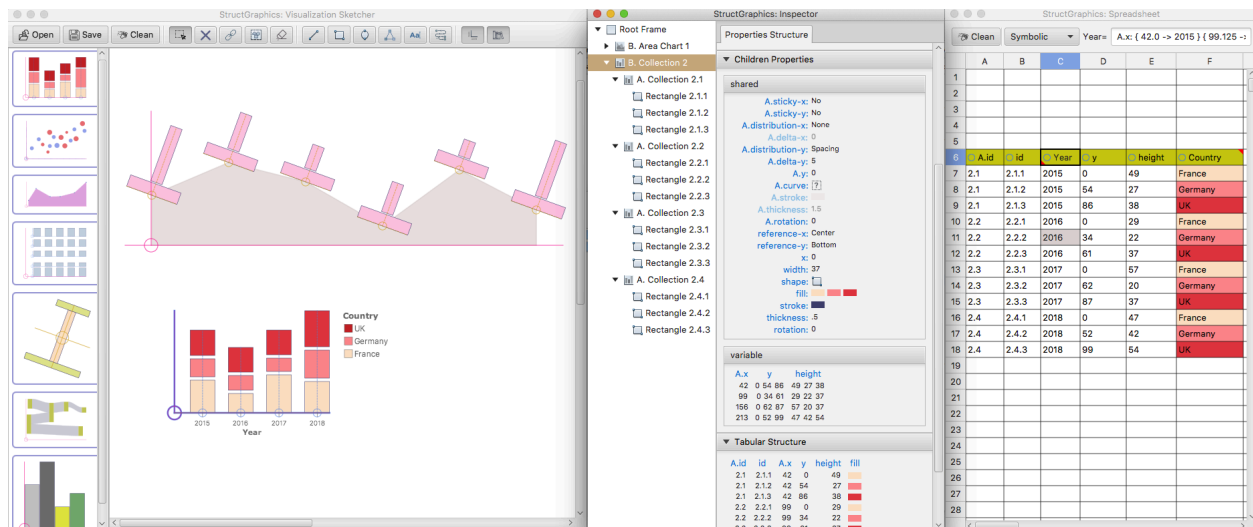 StructGraphics: Visualization Sketcher
Open Save Clean Aa
Country
UK
Germany
France
2015 2016 2017 2018
Year
StructGraphics: Inspector
Root Frame
B. Area Chart 1
B. Collection 2
A. Collection 2.1
Rectangle 2.1.1
Rectangle 2.1.2
Rectangle 2.1.3
A. Collection 2.2
Rectangle 2.2.1
Rectangle 2.2.2
Rectangle 2.2.3
A. Collection 2.3
Rectangle 2.3.1
Rectangle 2.3.2
Rectangle 2.3.3
A. Collection 2.4
Rectangle 2.4.1
Rectangle 2.4.2
Rectangle 2.4.3
Properties Structure
Children Properties
shared
A.sticky-x: No
A.sticky-y: No
A.distribution-x: None
A.delta-x: 0
A.distribution-y: Spacing
A.delta-y: 5
A.y: 0
A.curve: ?
A.stroke:
A.thickness: 1.5
A.rotation: 0
reference-x: Center
reference-y: Bottom
x: 0
width: 37
shape:
fill:
stroke:
thickness: .5
rotation: 0
variable
A.x y height
42 0 54 86 49 27 38
99 0 34 61 29 22 37
156 0 62 87 57 20 37
213 0 52 99 47 42 54
Tabular Structure
A.id id A.x y height fill
2.1 2.1.1 42 0 49
2.1 2.1.2 42 54 27
2.1 2.1.3 42 86 38
2.2 2.2.1 99 0 29
2.2 2.2.2 99 34 22
StructGraphics: Spreadsheet
Clean Symbolic Year= A.x: { 42.0 -> 2015 } { 99.125 -:
A B C D E F
1
2
3
4
5
6 A.id id Year y height Country
7 2.1 2.1.1 2015 0 49 France
8 2.1 2.1.2 2015 54 27 Germany
9 2.1 2.1.3 2015 86 38 UK
10 2.2 2.2.1 2016 0 29 France
11 2.2 2.2.2 2016 34 22 Germany
12 2.2 2.2.3 2016 61 37 UK
13 2.3 2.3.1 2017 0 57 France
14 2.3 2.3.2 2017 62 20 Germany
15 2.3 2.3.3 2017 87 37 UK
16 2.4 2.4.1 2018 0 47 France
17 2.4 2.4.2 2018 52 42 Germany
18 2.4 2.4.3 2018 99 54 UK
19
20
21
22
23
24
25
26
27
28